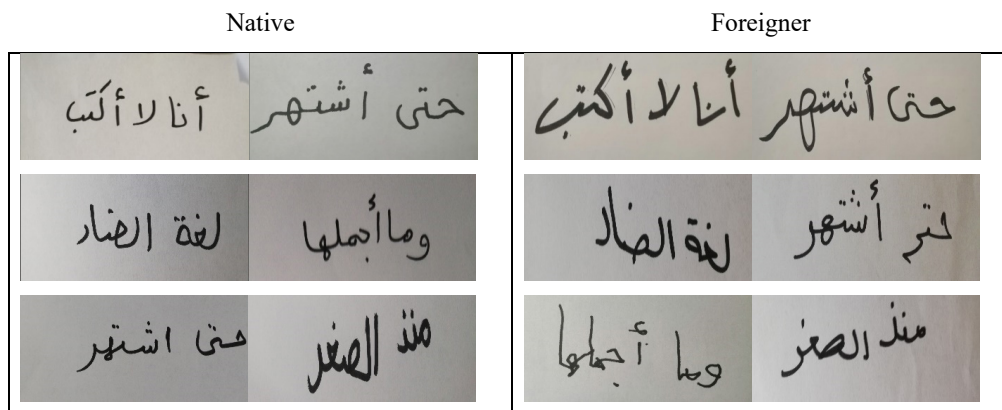 Native Foreigner
أنا لا أكتَب حتى أشتهر أنا لا أكتب حتى أشتهر
لغة الضاد وما أجملها لغة الضاد حتى أشتهر
حتى اشتهر منذ الصغر وما أجملها منذ الصغر